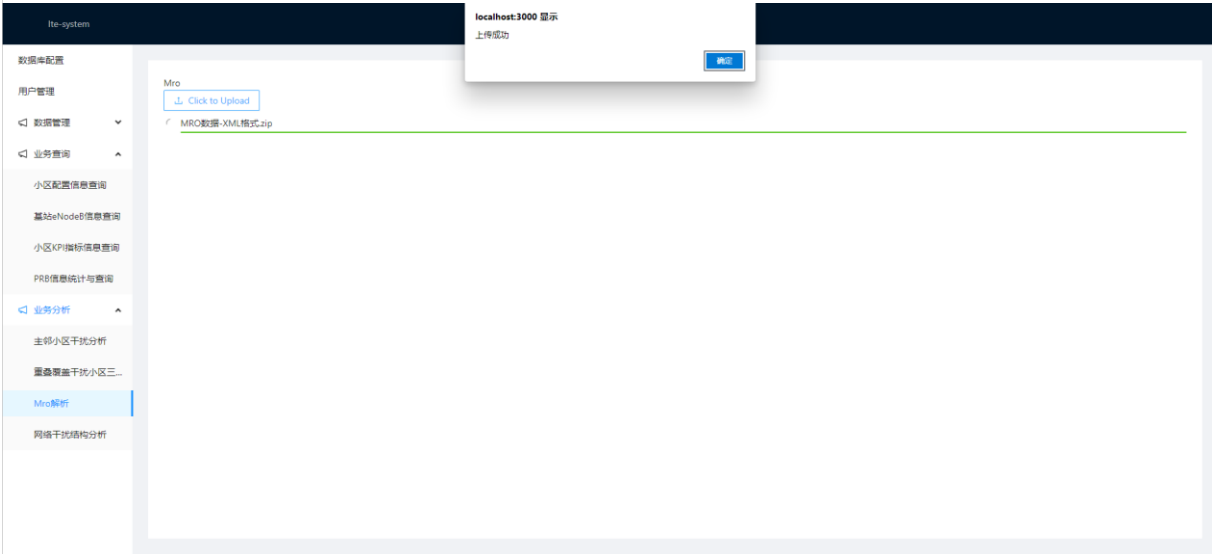 lte-system
localhost:3000 显示
上传成功
确定
数据库配置
用户管理
数据管理
业务查询
小区配置信息查询
基站eNodeB信息查询
小区KPI指标信息查询
PRB信息统计与查询
业务分析
主邻小区干扰分析
重叠覆盖干扰小区三...
Mro解析
网络干扰结构分析
Mro
Click to Upload
MRO数据-XML格式.zip